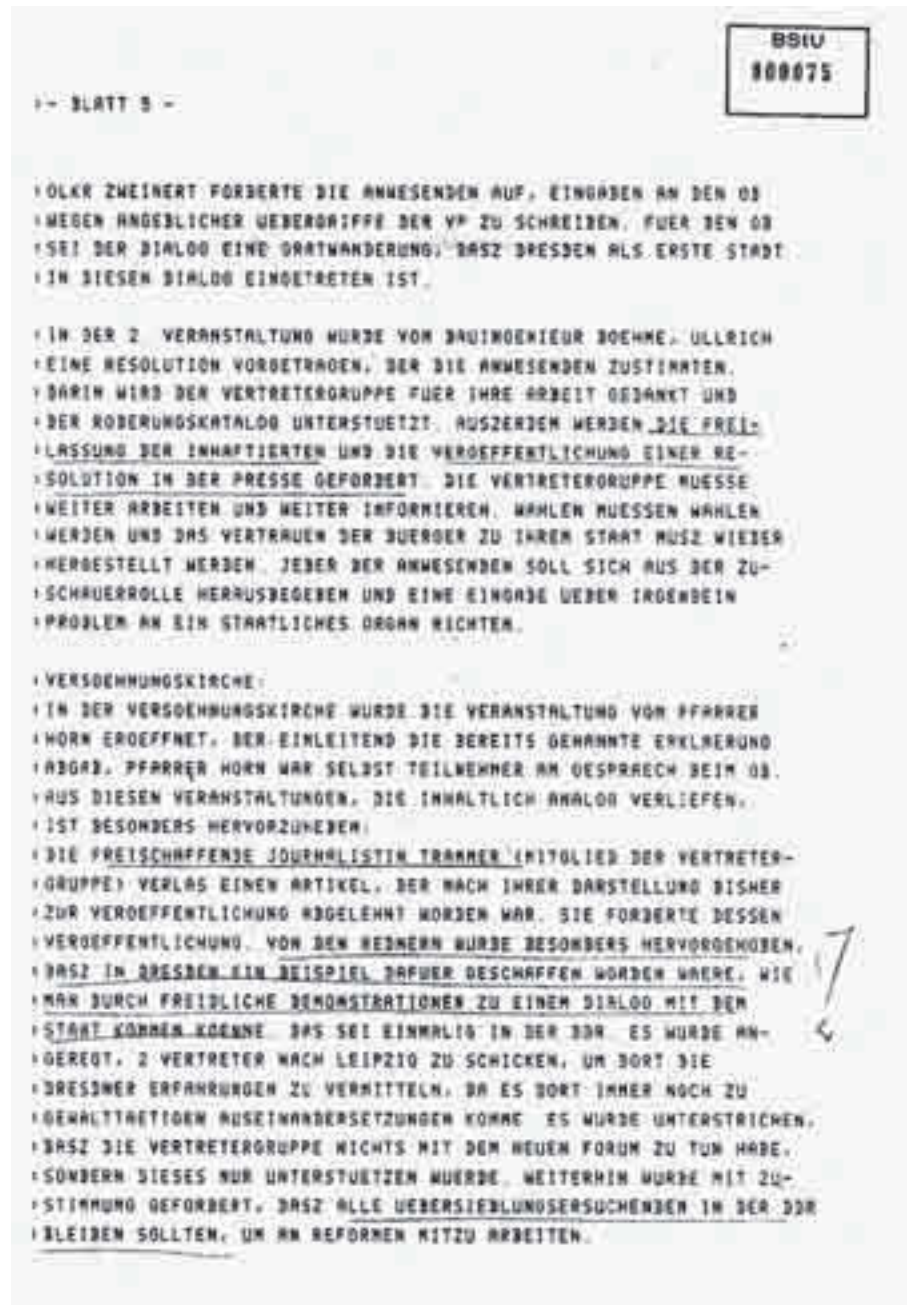 BStU
000075
- BLATT 5 -
OLKR ZWEINERT FORDERTE DIE ANWESENDEN AUF, EINGABEN AN DEN OB
WEGEN ANGEBLICHER UEBERGRIFFE DER VP ZU SCHREIBEN. FUER DEN OB
SEI DER DIALOG EINE GRATWANDERUNG, DASZ DRESDEN ALS ERSTE STADT
IN DIESEN DIALOG EINGETRETEN IST.
IN DER 2. VERANSTALTUNG WURDE VOM BAUINGENIEUR BOEHME, ULLRICH
EINE RESOLUTION VORGETRAGEN, DER DIE ANWESENDEN ZUSTIMMTEN.
DARIN WIRD DER VERTRETERGRUPPE FUER IHRE ARBEIT GEDANKT UND
DER RODERUNGSKATALOG UNTERSTUETZT. AUSZERDEM WERDEN DIE FREI-
LASSUNG DER INHAFTIERTEN UND DIE VEROEFFENTLICHUNG EINER RE-
SOLUTION IN DER PRESSE GEFORDERT. DIE VERTRETERGRUPPE MUESSE
WEITER ARBEITEN UND WEITER INFORMIEREN. WAHLEN MUESSEN WAHLEN
WERDEN UND DAS VERTRAUEN DER BUERGER ZU IHREM STAAT MUSZ WIEDER
HERGESTELLT WERDEN. JEDER DER ANWESENDEN SOLL SICH AUS DER ZU-
SCHAUERROLLE HERAUSBEGEBEN UND EINE EINGABE UEBER IRGENDEIN
PROBLEM AN EIN STAATLICHES ORGAN RICHTEN.
VERSOEHNUNGSKIRCHE:
IN DER VERSOEHNUNGSKIRCHE WURDE DIE VERANSTALTUNG VON PFARRER
HORN EROEFFNET, DER EINLEITEND DIE BEREITS GENANNTE ERKLAERUNG
ABGAB. PFARRER HORN WAR SELBST TEILNEHMER AM GESPRAECH BEIM OB.
AUS DIESEN VERANSTALTUNGEN, DIE INHALTLICH ANALOG VERLIEFEN,
IST BESONDERS HERVORZUHEBEN:
DIE FREISCHAFFENDE JOURNALISTIN TRAMMER (MITGLIED DER VERTRETER-
GRUPPE) VERLAS EINEN ARTIKEL, DER NACH IHRER DARSTELLUNG BISHER
ZUR VEROEFFENTLICHUNG ABGELEHNT WORDEN WAR. SIE FORDERTE DESSEN
VEROEFFENTLICHUNG. VON DEN REDNERN WURDE BESONDERS HERVORGEHOBEN,
DASZ IN DRESDEN EIN BEISPIEL DAFUER GESCHAFFEN WORDEN WAERE, WIE
MAN DURCH FREIDLICHE DEMONSTRATIONEN ZU EINEM DIALOG MIT DEM
STAAT KOMMEN KOENNE. DAS SEI EINMALIG IN DER DDR. ES WURDE AN-
GEREGT, 2 VERTRETER NACH LEIPZIG ZU SCHICKEN, UM DORT DIE
DRESDNER ERFAHRUNGEN ZU VERMITTELN, DA ES DORT IMMER NOCH ZU
GEWALTTAETIGEN AUSEINANDERSETZUNGEN KOMME. ES WURDE UNTERSTRICHEN,
DASZ DIE VERTRETERGRUPPE NICHTS MIT DEM NEUEN FORUM ZU TUN HABE,
SONDERN DIESES NUR UNTERSTUETZEN WUERDE. WEITERHIN WURDE MIT ZU-
STIMMUNG GEFORDERT, DASZ ALLE UEBERSIEDLUNGSERSUCHENDEN IN DER DDR
BLEIBEN SOLLTEN, UM AN REFORMEN MITZU ARBEITEN.